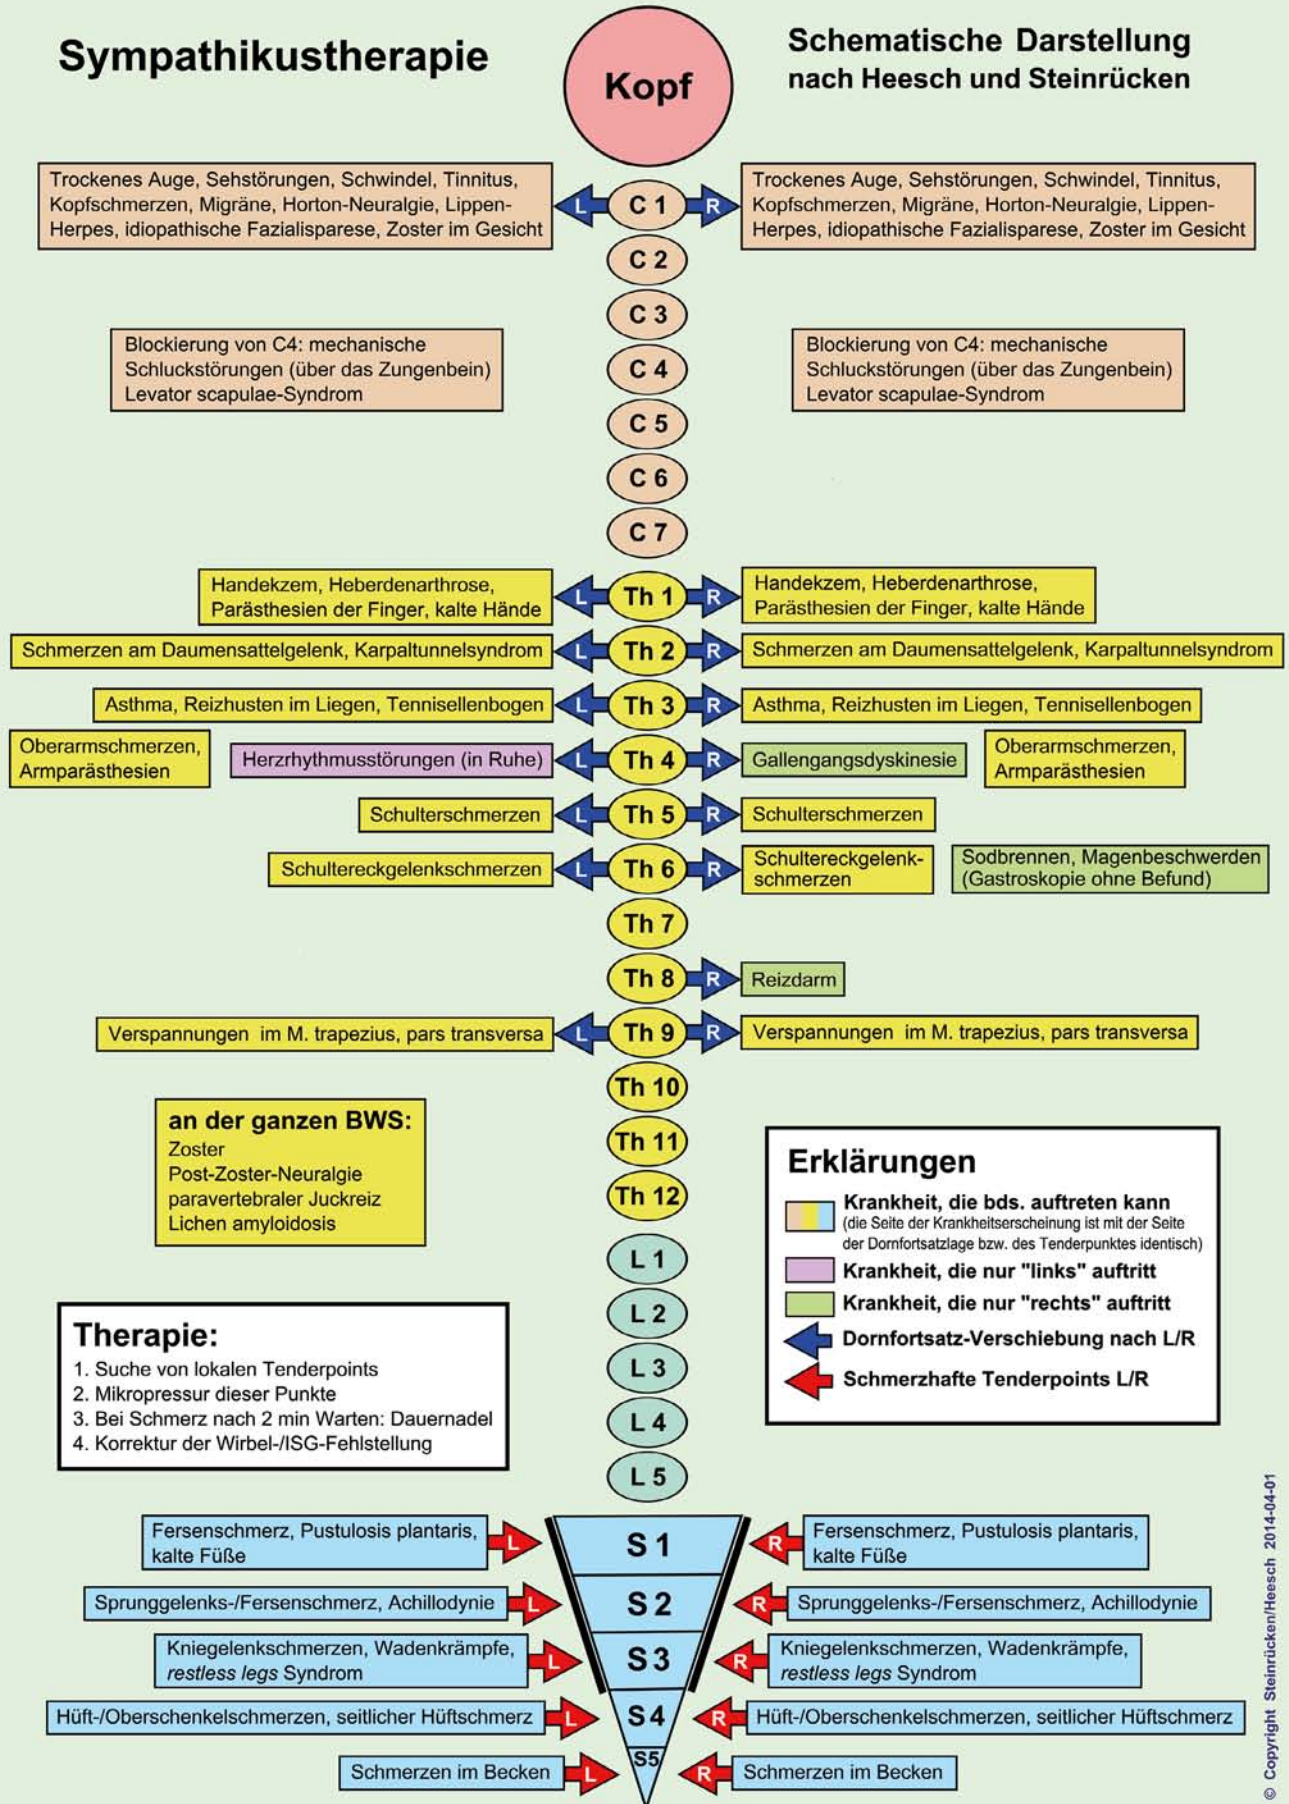 Sympathikustherapie
Kopf
Schematische Darstellung
nach Heesch und Steinrücken
Trockenes Auge, Sehstörungen, Schwindel, Tinnitus,
Kopfschmerzen, Migräne, Horton-Neuralgie, Lippen-
Herpes, idiopathische Fazialisparese, Zoster im Gesicht
L
C 1
R
Trockenes Auge, Sehstörungen, Schwindel, Tinnitus,
Kopfschmerzen, Migräne, Horton-Neuralgie, Lippen-
Herpes, idiopathische Fazialisparese, Zoster im Gesicht
C 2
C 3
Blockierung von C4: mechanische
Schluckstörungen (über das Zungenbein)
Levator scapulae-Syndrom
C 4
Blockierung von C4: mechanische
Schluckstörungen (über das Zungenbein)
Levator scapulae-Syndrom
C 5
C 6
C 7
Handekzem, Heberdenarthrose,
Parästhesien der Finger, kalte Hände
L
Th 1
R
Handekzem, Heberdenarthrose,
Parästhesien der Finger, kalte Hände
Schmerzen am Daumensattelgelenk, Karpaltunnelsyndrom
L
Th 2
R
Schmerzen am Daumensattelgelenk, Karpaltunnelsyndrom
Asthma, Reizhusten im Liegen, Tennisellenbogen
L
Th 3
R
Asthma, Reizhusten im Liegen, Tennisellenbogen
Oberarmschmerzen,
Armparästhesien
Herzrhythmusstörungen (in Ruhe)
L
Th 4
R
Gallengangsdyskinesie
Oberarmschmerzen,
Armparästhesien
Schulterschmerzen
L
Th 5
R
Schulterschmerzen
Schultereckgelenkschmerzen
L
Th 6
R
Schultereckgelenk-
schmerzen
Sodbrennen, Magenbeschwerden
(Gastroskopie ohne Befund)
Th 7
Th 8
R
Reizdarm
Verspannungen im M. trapezius, pars transversa
L
Th 9
R
Verspannungen im M. trapezius, pars transversa
Th 10
Th 11
Th 12
an der ganzen BWS:
Zoster
Post-Zoster-Neuralgie
paravertebraler Juckreiz
Lichen amyloidosis
Erklärungen
Krankheit, die bds. auftreten kann
(die Seite der Krankheitserscheinung ist mit der Seite
der Dornfortsatzlage bzw. des Tenderpunktes identisch)
Krankheit, die nur "links" auftritt
Krankheit, die nur "rechts" auftritt
Dornfortsatz-Verschiebung nach L/R
Schmerzhafte Tenderpoints L/R
L 1
L 2
L 3
L 4
L 5
Therapie:
1. Suche von lokalen Tenderpoints
2. Mikropressur dieser Punkte
3. Bei Schmerz nach 2 min Warten: Dauernadel
4. Korrektur der Wirbel-/ISG-Fehlstellung
Fersenschmerz, Pustulosis plantaris,
kalte Füße
L
S 1
R
Fersenschmerz, Pustulosis plantaris,
kalte Füße
Sprunggelenks-/Fersenschmerz, Achillodynie
L
S 2
R
Sprunggelenks-/Fersenschmerz, Achillodynie
Kniegelenkschmerzen, Wadenkrämpfe,
restless legs Syndrom
L
S 3
R
Kniegelenkschmerzen, Wadenkrämpfe,
restless legs Syndrom
Hüft-/Oberschenkelschmerzen, seitlicher Hüftschmerz
L
S 4
R
Hüft-/Oberschenkelschmerzen, seitlicher Hüftschmerz
Schmerzen im Becken
L
S5
R
Schmerzen im Becken
© Copyright Steinrücken/Heesch 2014-04-01